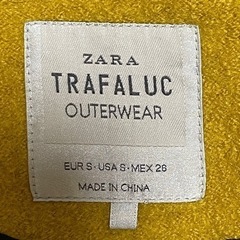 ZARA
TRAFALUC
OUTERWEAR
EUR S - USA S - MEX 26
MADE IN CHINA